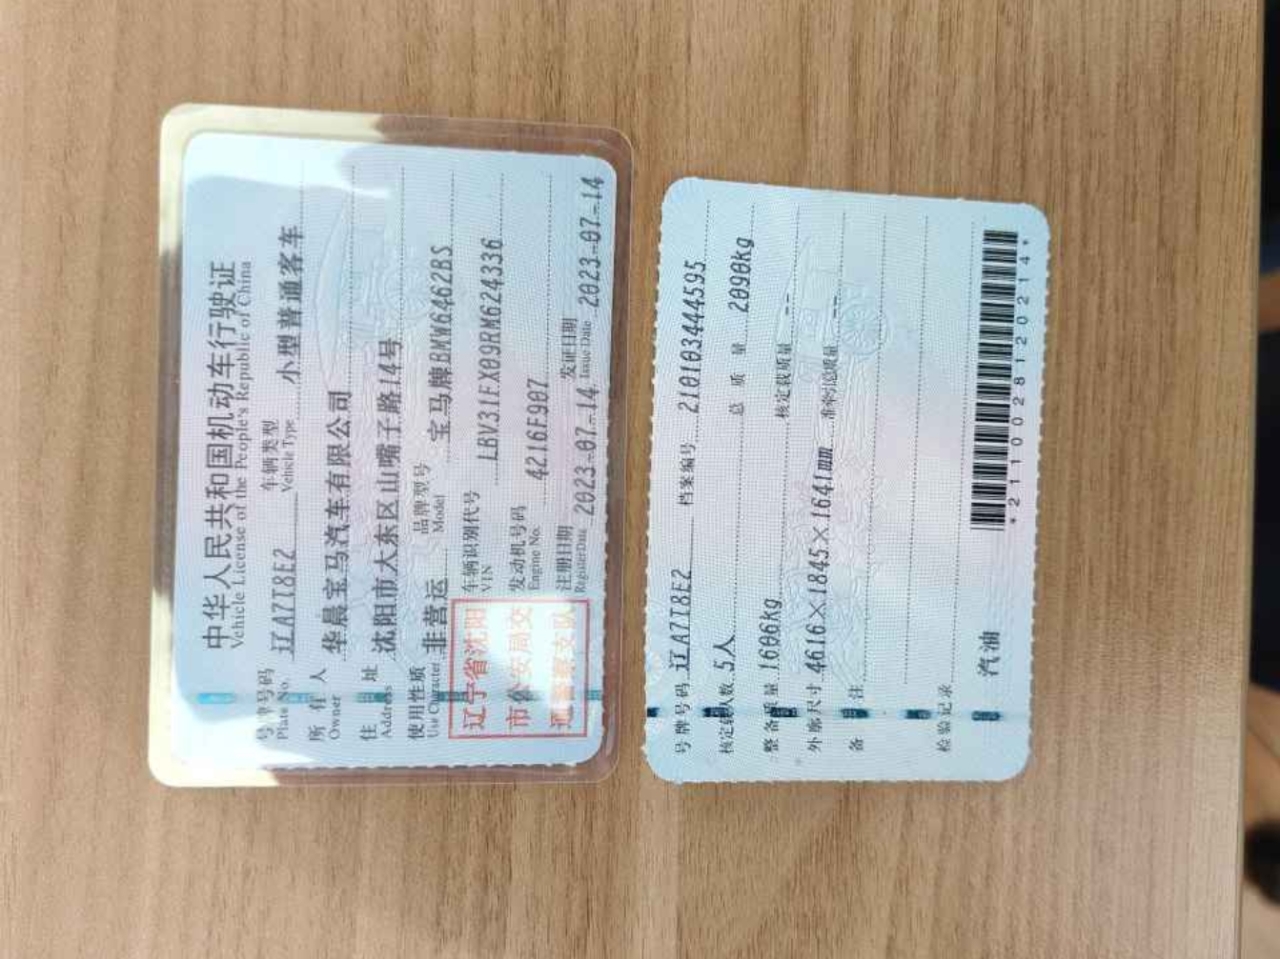 中华人民共和国机动车行驶证
Vehicle License of the People's Republic of China
号牌号码 辽A7T8E2 车辆类型 小型普通客车
Plate No. Vehicle Type
所有人 华晨宝马汽车有限公司
Owner
住址 沈阳市大东区山嘴子路14号
Address
使用性质 非营运 品牌型号 宝马牌BMW6462BS
Use Character Model
辽宁省沈阳
市公安局交
通警察支队
车辆识别代号 LBV31FX09RM624336
VIN
发动机号码 4216F907
Engine No.
注册日期 2023-07-14 发证日期 2023-07-14
Register Date Issue Date
号牌号码 辽A7T8E2 档案编号 210103444595
核定载人数 5人 总质量 2090kg
整备质量 1606kg 核定载质量 --
外廓尺寸 4616×1845×1641mm 准牵引总质量 --
备注
检验记录
汽油
*2110028120214*